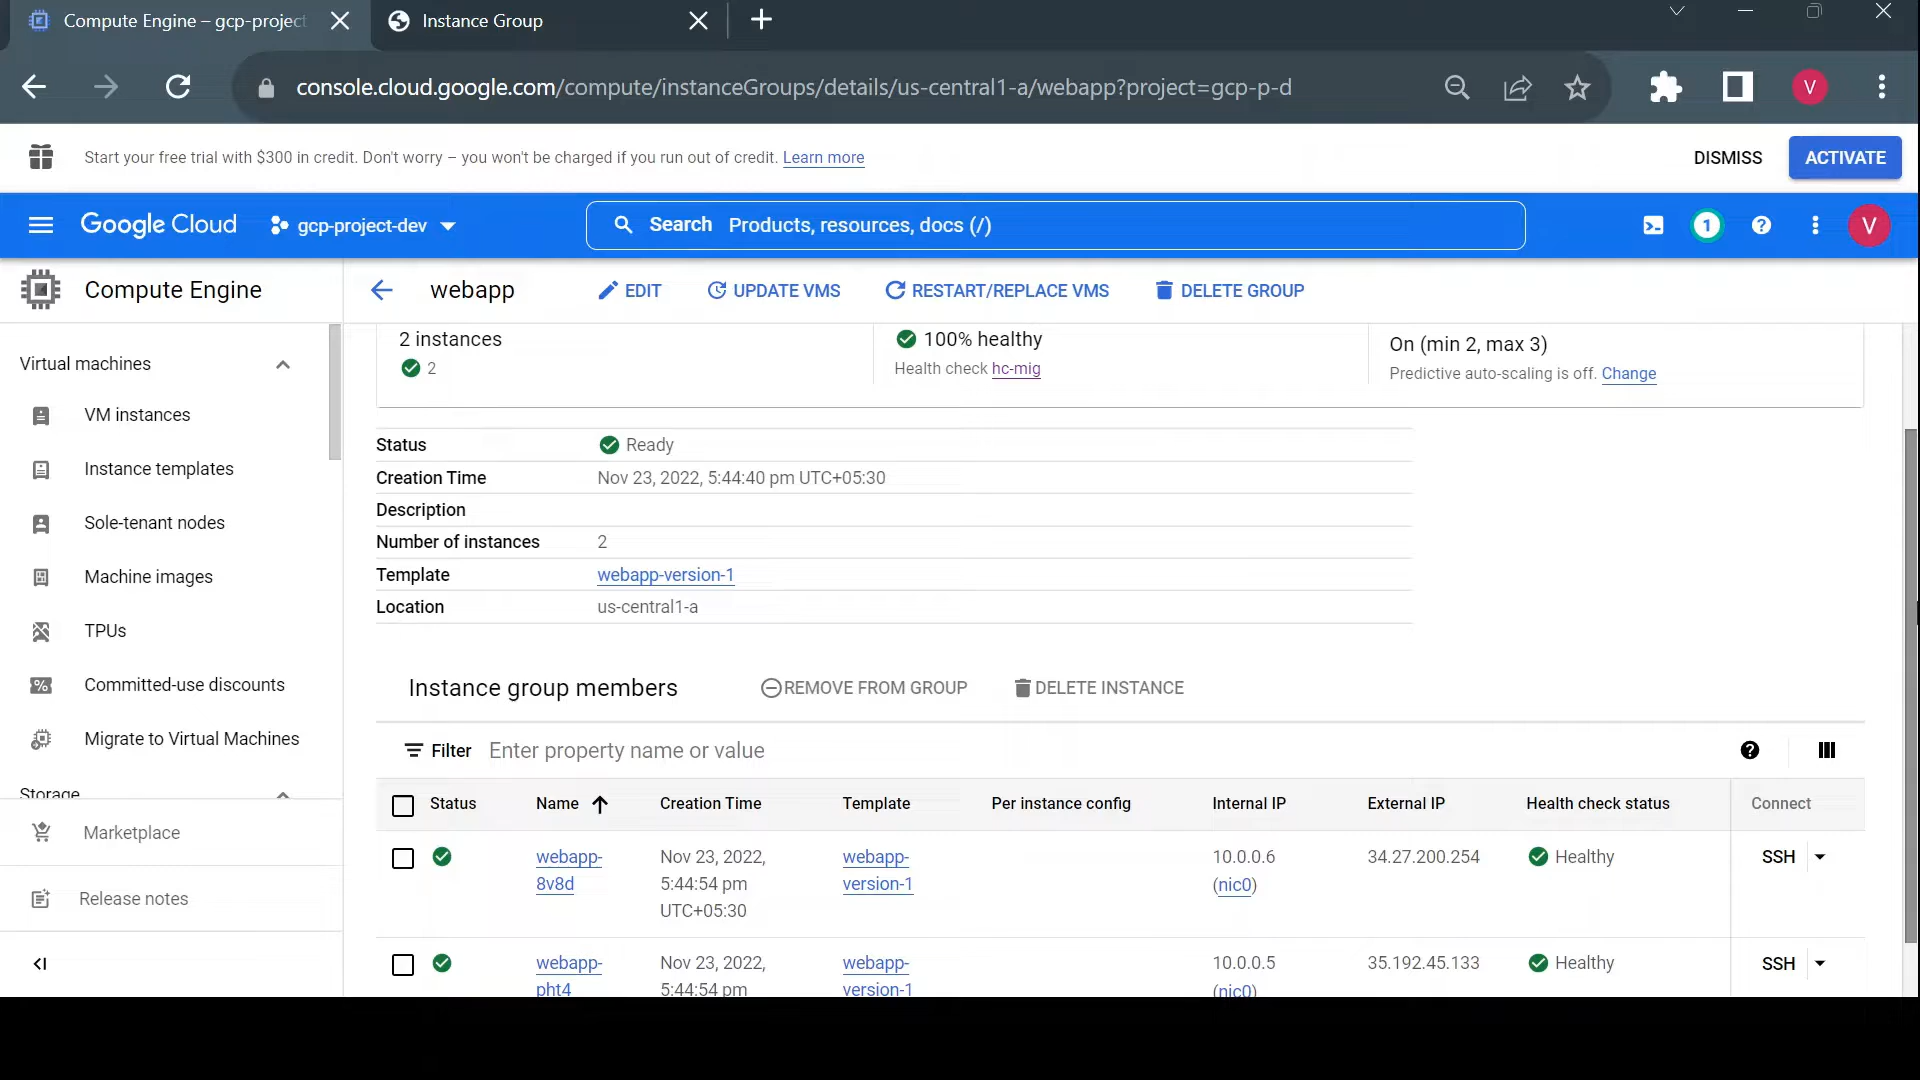 Compute Engine – gcp-project
Instance Group
console.cloud.google.com/compute/instanceGroups/details/us-central1-a/webapp?project=gcp-p-d
V
Start your free trial with $300 in credit. Don't worry – you won't be charged if you run out of credit. Learn more
DISMISS
ACTIVATE
Google Cloud
gcp-project-dev
Search Products, resources, docs (/)
1
V
Compute Engine
webapp
EDIT
UPDATE VMS
RESTART/REPLACE VMS
DELETE GROUP
Virtual machines
VM instances
Instance templates
Sole-tenant nodes
Machine images
TPUs
Committed-use discounts
Migrate to Virtual Machines
Storage
Marketplace
Release notes
2 instances
2
100% healthy
Health check hc-mig
On (min 2, max 3)
Predictive auto-scaling is off. Change
Status Ready
Creation Time Nov 23, 2022, 5:44:40 pm UTC+05:30
Description
Number of instances 2
Template webapp-version-1
Location us-central1-a
Instance group members
REMOVE FROM GROUP
DELETE INSTANCE
Filter Enter property name or value
Status Name Creation Time Template Per instance config Internal IP External IP Health check status Connect
webapp- Nov 23, 2022, webapp- 10.0.0.6 34.27.200.254 Healthy SSH
8v8d 5:44:54 pm version-1 (nic0)
UTC+05:30
webapp- Nov 23, 2022, webapp- 10.0.0.5 35.192.45.133 Healthy SSH
pht4 5:44:54 pm version-1 (nic0)